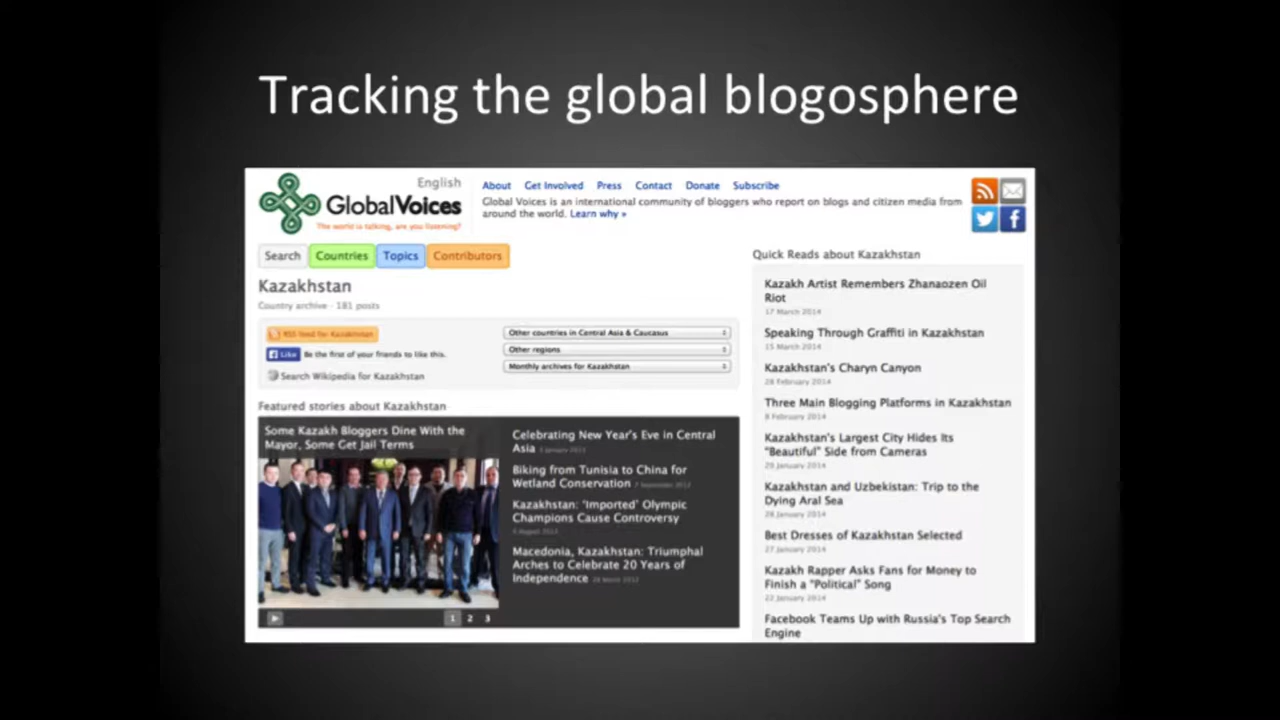 Tracking the global blogosphere
English
GlobalVoices
The world is talking, are you listening?
About Get Involved Press Contact Donate Subscribe
Global Voices is an international community of bloggers who report on blogs and citizen media from
around the world. Learn why »
Search Countries Topics Contributors
Kazakhstan
Country archive · 181 posts
RSS feed for Kazakhstan
Like Be the first of your friends to like this.
Search Wikipedia for Kazakhstan
Other countries in Central Asia & Caucasus
Other regions
Monthly archives for Kazakhstan
Featured stories about Kazakhstan
Some Kazakh Bloggers Dine With the
Mayor, Some Get Jail Terms
1 2 3
Celebrating New Year's Eve in Central
Asia
Biking from Tunisia to China for
Wetland Conservation
Kazakhstan: 'Imported' Olympic
Champions Cause Controversy
Macedonia, Kazakhstan: Triumphal
Arches to Celebrate 20 Years of
Independence
Quick Reads about Kazakhstan
Kazakh Artist Remembers Zhanaozen Oil
Riot
17 March 2014
Speaking Through Graffiti in Kazakhstan
15 March 2014
Kazakhstan's Charyn Canyon
28 February 2014
Three Main Blogging Platforms in Kazakhstan
February 2014
Kazakhstan's Largest City Hides Its
"Beautiful" Side from Cameras
January 2014
Kazakhstan and Uzbekistan: Trip to the
Dying Aral Sea
January 2014
Best Dresses of Kazakhstan Selected
27 January 2014
Kazakh Rapper Asks Fans for Money to
Finish a "Political" Song
22 January 2014
Facebook Teams Up with Russia's Top Search
Engine